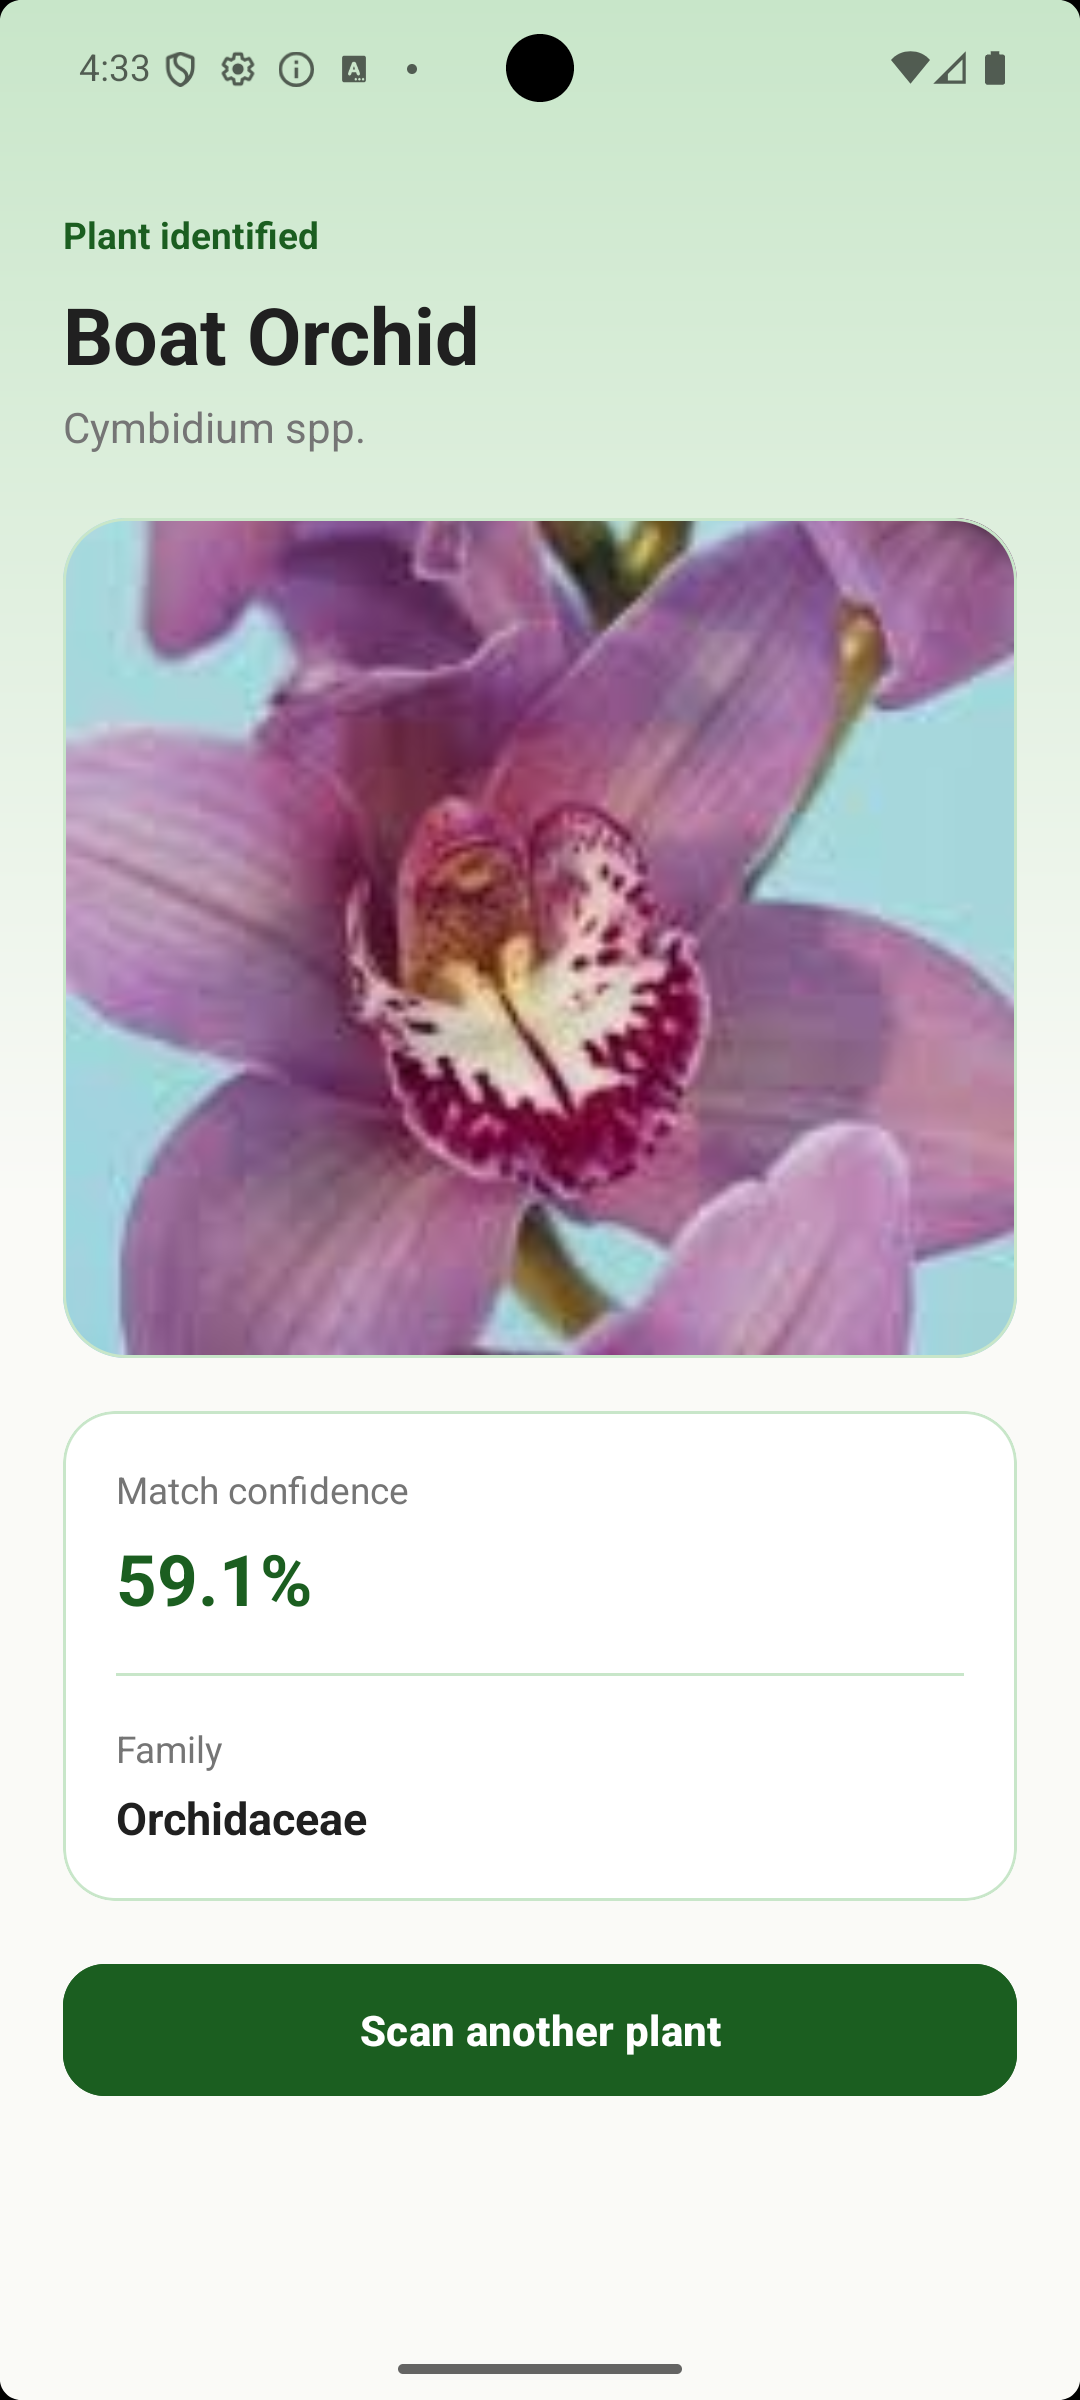 4:33
Plant identified
Boat Orchid
Cymbidium spp.
Match confidence
59.1%
Family
Orchidaceae
Scan another plant